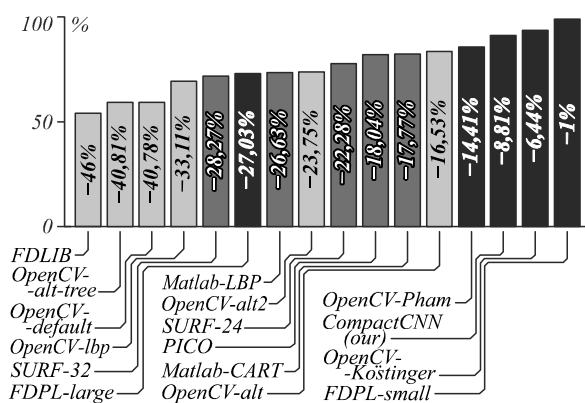 100 %
50
0
−46%
−40,81%
−40,78%
−33,11%
−28,27%
−27,03%
−26,63%
−23,75%
−22,28%
−18,04%
−17,77%
−16,53%
−14,41%
−8,81%
−6,44%
−1%
FDLIB
OpenCV-
-alt-tree
OpenCV-
-default
OpenCV-lbp
SURF-32
FDPL-large
Matlab-LBP
OpenCV-alt2
SURF-24
PICO
Matlab-CART
OpenCV-alt
OpenCV-Pham
CompactCNN
(our)
OpenCV-
-Köstinger
FDPL-small